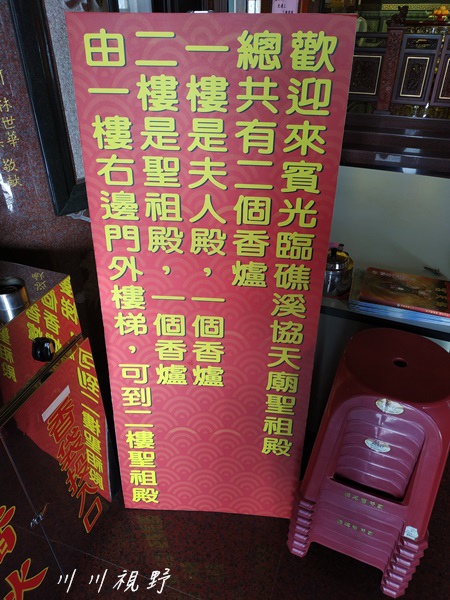 歡迎來賓光臨礁溪協天廟聖祖殿
總共有二個香爐
一樓是夫人殿，一個香爐
二樓是聖祖殿，一個香爐
由一樓右邊門外樓梯，可到二樓聖祖殿
川川視野